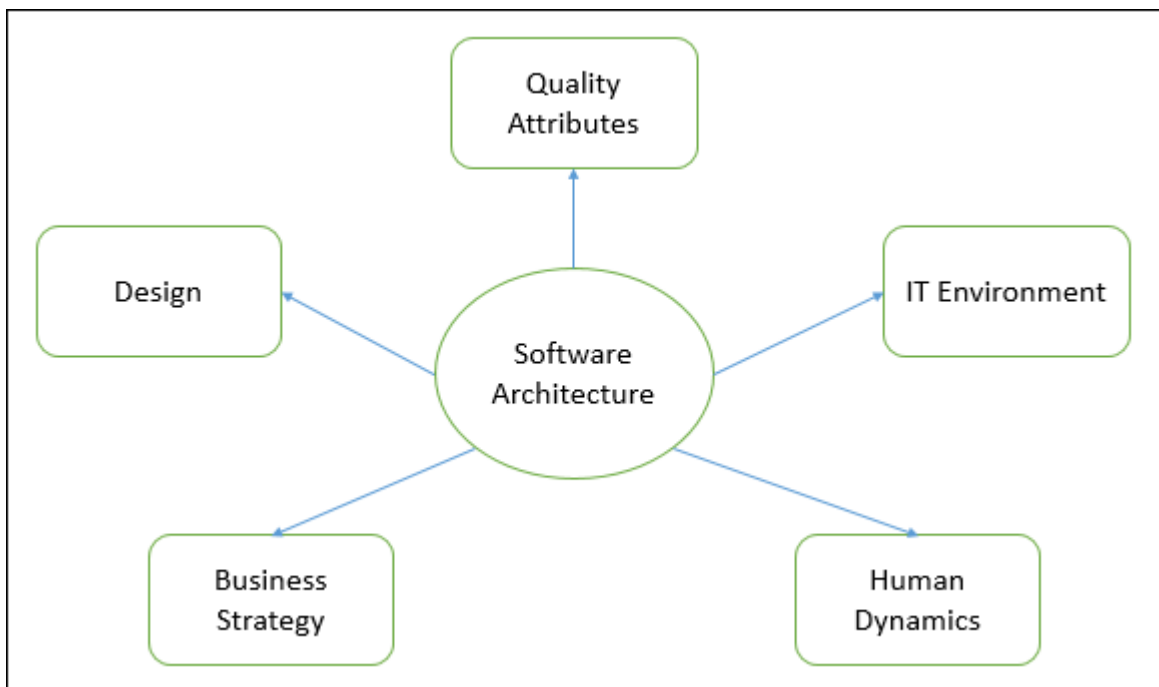 Quality
Attributes
Design
IT Environment
Software
Architecture
Business
Strategy
Human
Dynamics